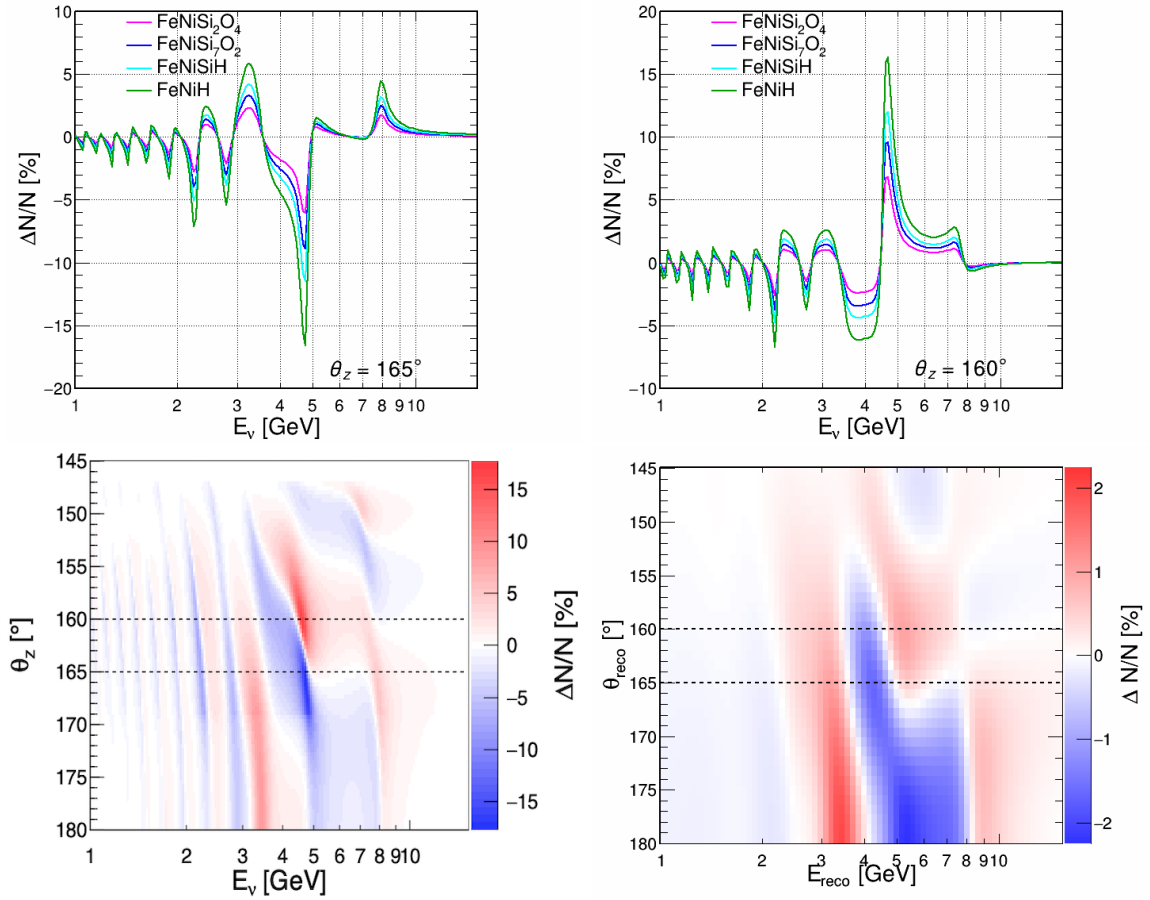 FeNiSi₂O₄
FeNiSi₇O₂
FeNiSiH
FeNiH
10
5
0
−5
−10
−15
−20
ΔN/N [%]
θz = 165°
1 2 3 4 5 6 7 8 9 10
Eν [GeV]
FeNiSi₂O₄
FeNiSi₇O₂
FeNiSiH
FeNiH
20
15
10
5
0
−5
−10
ΔN/N [%]
θz = 160°
1 2 3 4 5 6 7 8 9 10
Eν [GeV]
145
150
155
160
165
170
175
180
θz [°]
1 2 3 4 5 6 7 8 9 10
Eν [GeV]
15
10
5
0
−5
−10
−15
ΔN/N [%]
145
150
155
160
165
170
175
180
θreco [°]
1 2 3 4 5 6 7 8 9 10
Ereco [GeV]
2
1
0
−1
−2
Δ N/N [%]